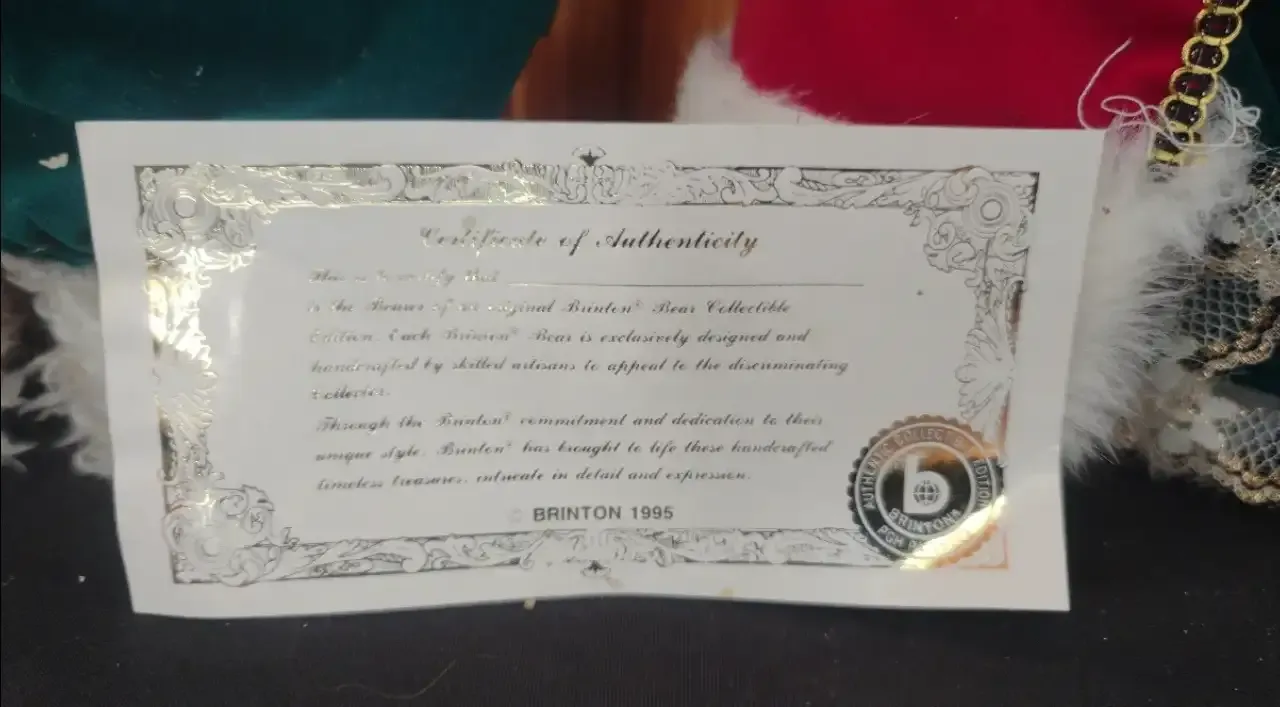 Certificate of Authenticity
This is to certify that
is the Bearer of an original Brinton® Bear Collectible
Edition. Each Brinton® Bear is exclusively designed and
handcrafted by skilled artisans to appeal to the discriminating
Collector.
Through the Brinton® commitment and dedication to their
unique style, Brinton® has brought to life these handcrafted
timeless treasures, intricate in detail and expression.
© BRINTON 1995
AUTHENTIC COLLECT EDITION
b
BRINTON
PGH